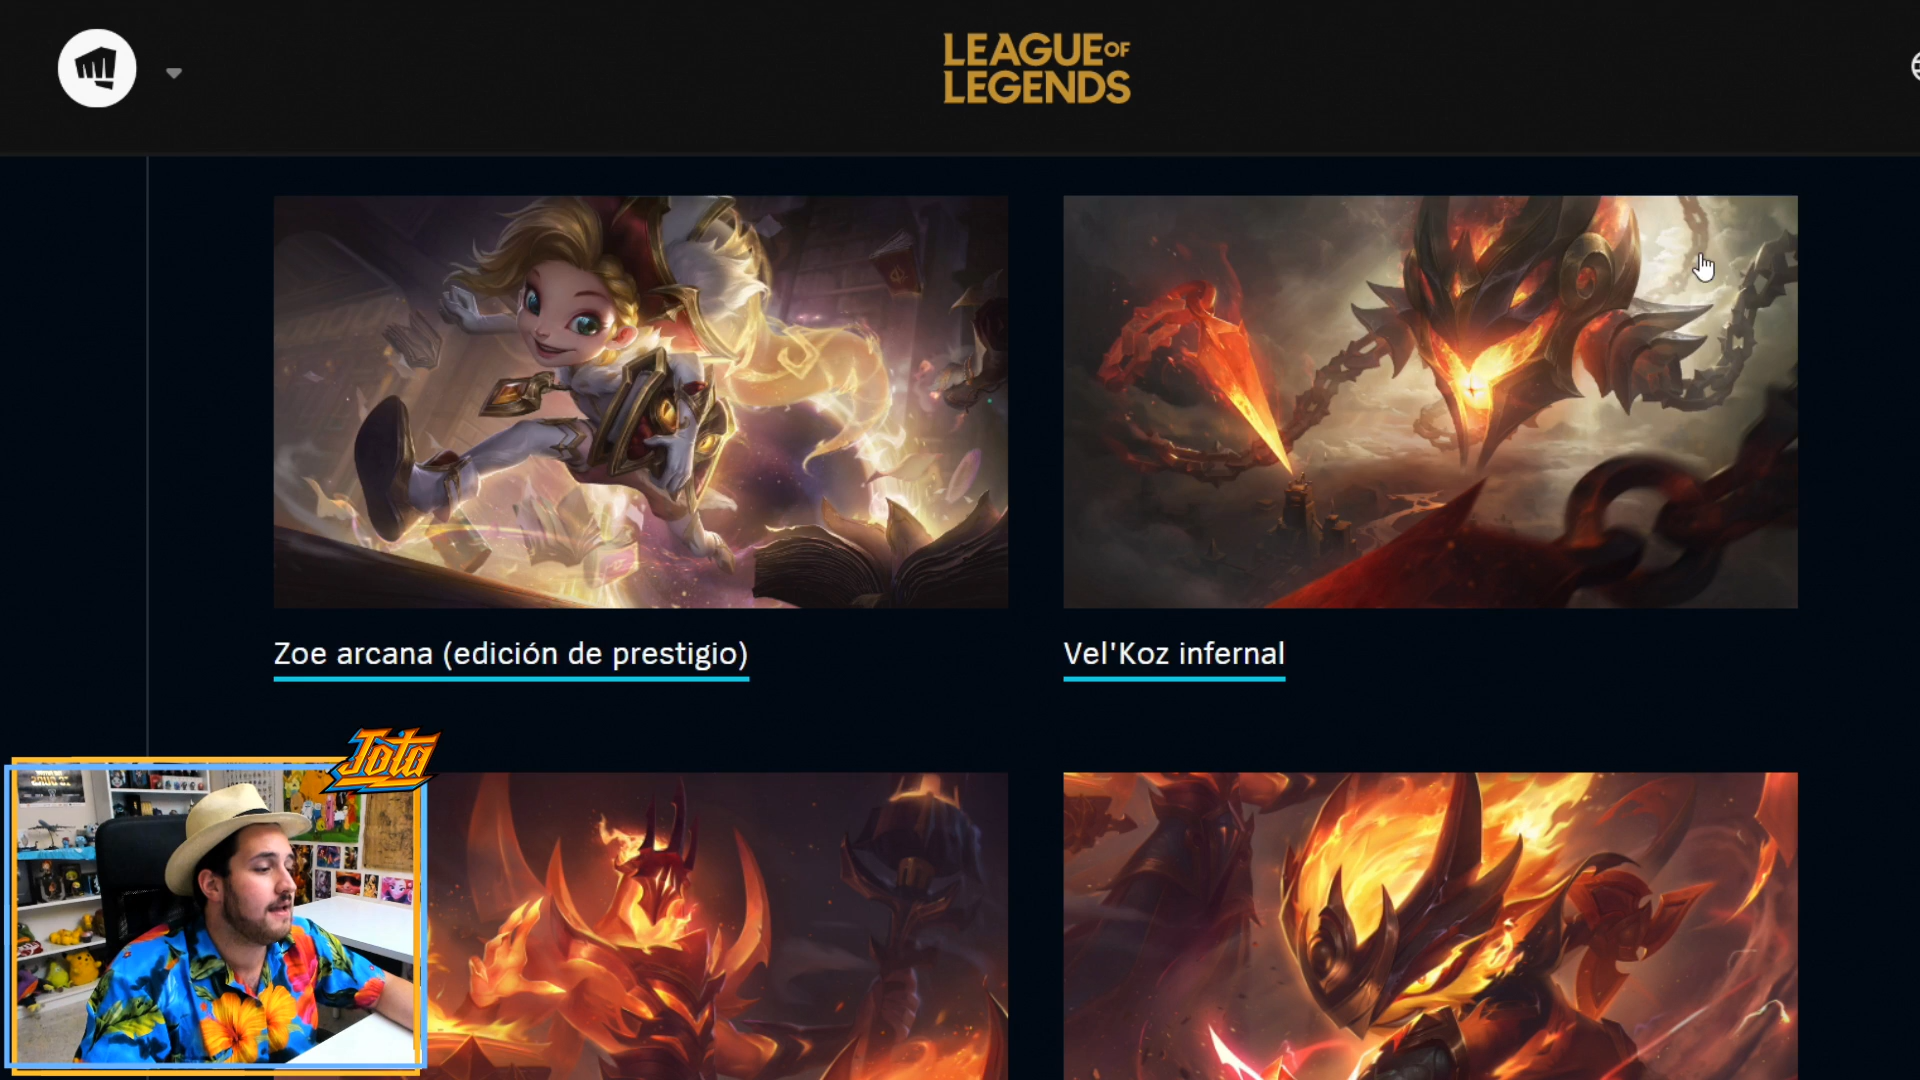 LEAGUE OF
LEGENDS
Zoe arcana (edición de prestigio)
Vel'Koz infernal
Jota